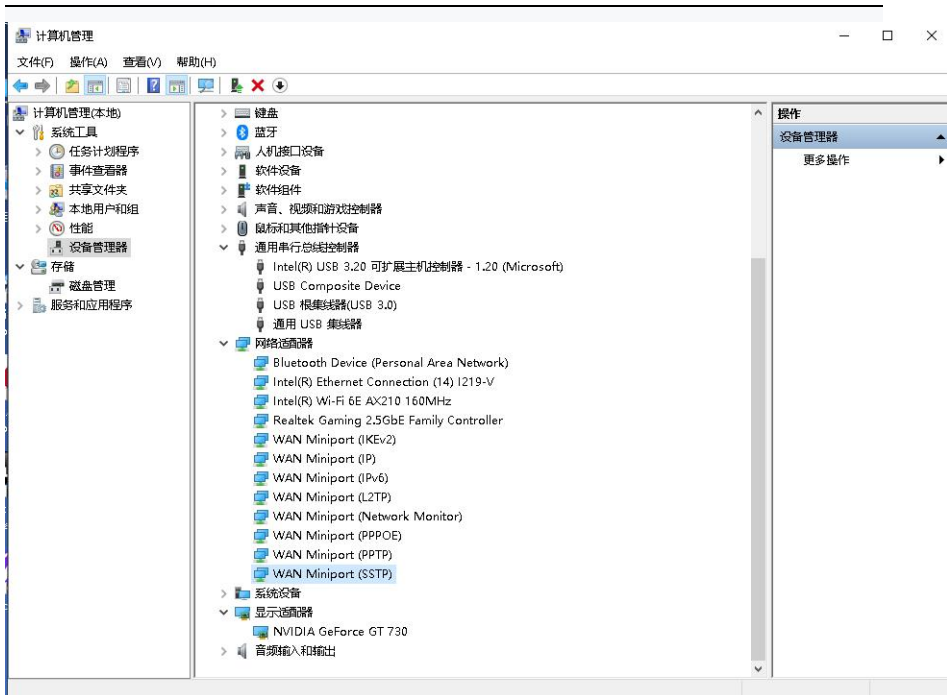 计算机管理
文件(F) 操作(A) 查看(V) 帮助(H)
计算机管理(本地)
系统工具
任务计划程序
事件查看器
共享文件夹
本地用户和组
性能
设备管理器
存储
磁盘管理
服务和应用程序
键盘
蓝牙
人机接口设备
软件设备
软件组件
声音、视频和游戏控制器
鼠标和其他指针设备
通用串行总线控制器
Intel(R) USB 3.20 可扩展主机控制器 - 1.20 (Microsoft)
USB Composite Device
USB 根集线器(USB 3.0)
通用 USB 集线器
网络适配器
Bluetooth Device (Personal Area Network)
Intel(R) Ethernet Connection (14) I219-V
Intel(R) Wi-Fi 6E AX210 160MHz
Realtek Gaming 2.5GbE Family Controller
WAN Miniport (IKEv2)
WAN Miniport (IP)
WAN Miniport (IPv6)
WAN Miniport (L2TP)
WAN Miniport (Network Monitor)
WAN Miniport (PPPOE)
WAN Miniport (PPTP)
WAN Miniport (SSTP)
系统设备
显示适配器
NVIDIA GeForce GT 730
音频输入和输出
操作
设备管理器
更多操作